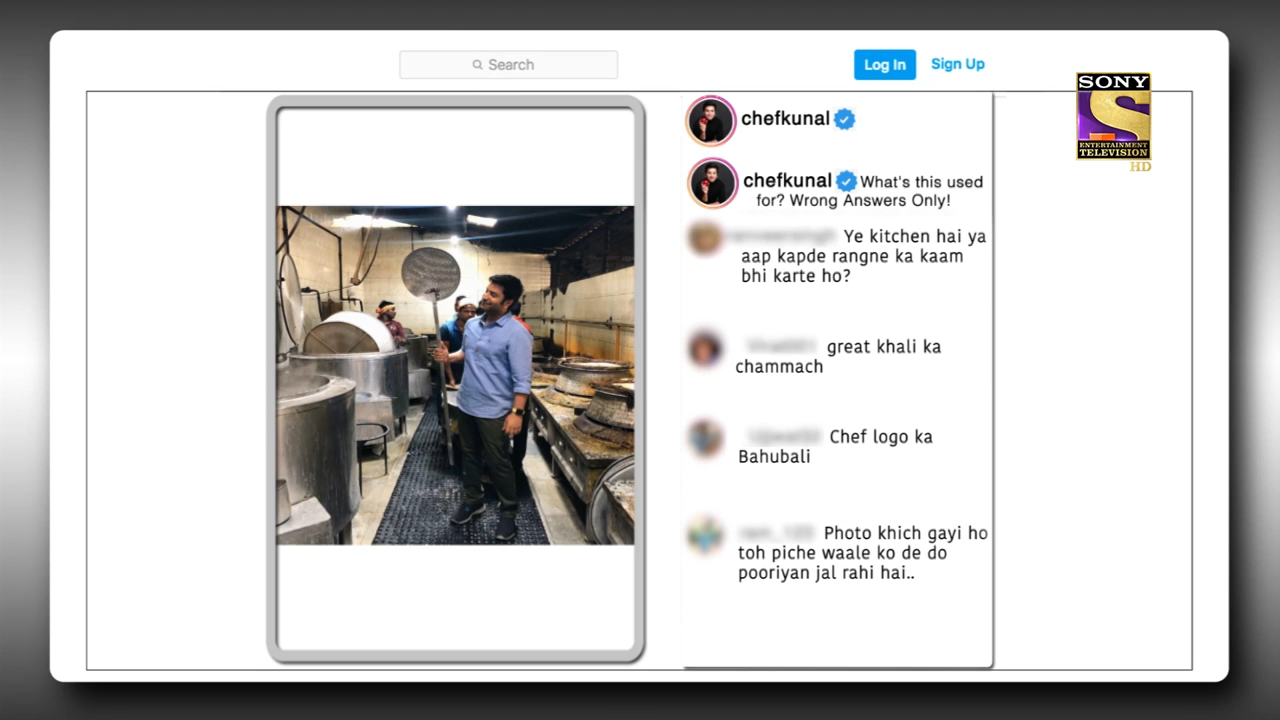 Search
Log In
Sign Up
SONY
ENTERTAINMENT
TELEVISION
HD
chefkunal
chefkunal What's this used
for? Wrong Answers Only!
Ye kitchen hai ya
aap kapde rangne ka kaam
bhi karte ho?
great khali ka
chammach
Chef logo ka
Bahubali
Photo khich gayi ho
toh piche waale ko de do
pooriyan jal rahi hai..